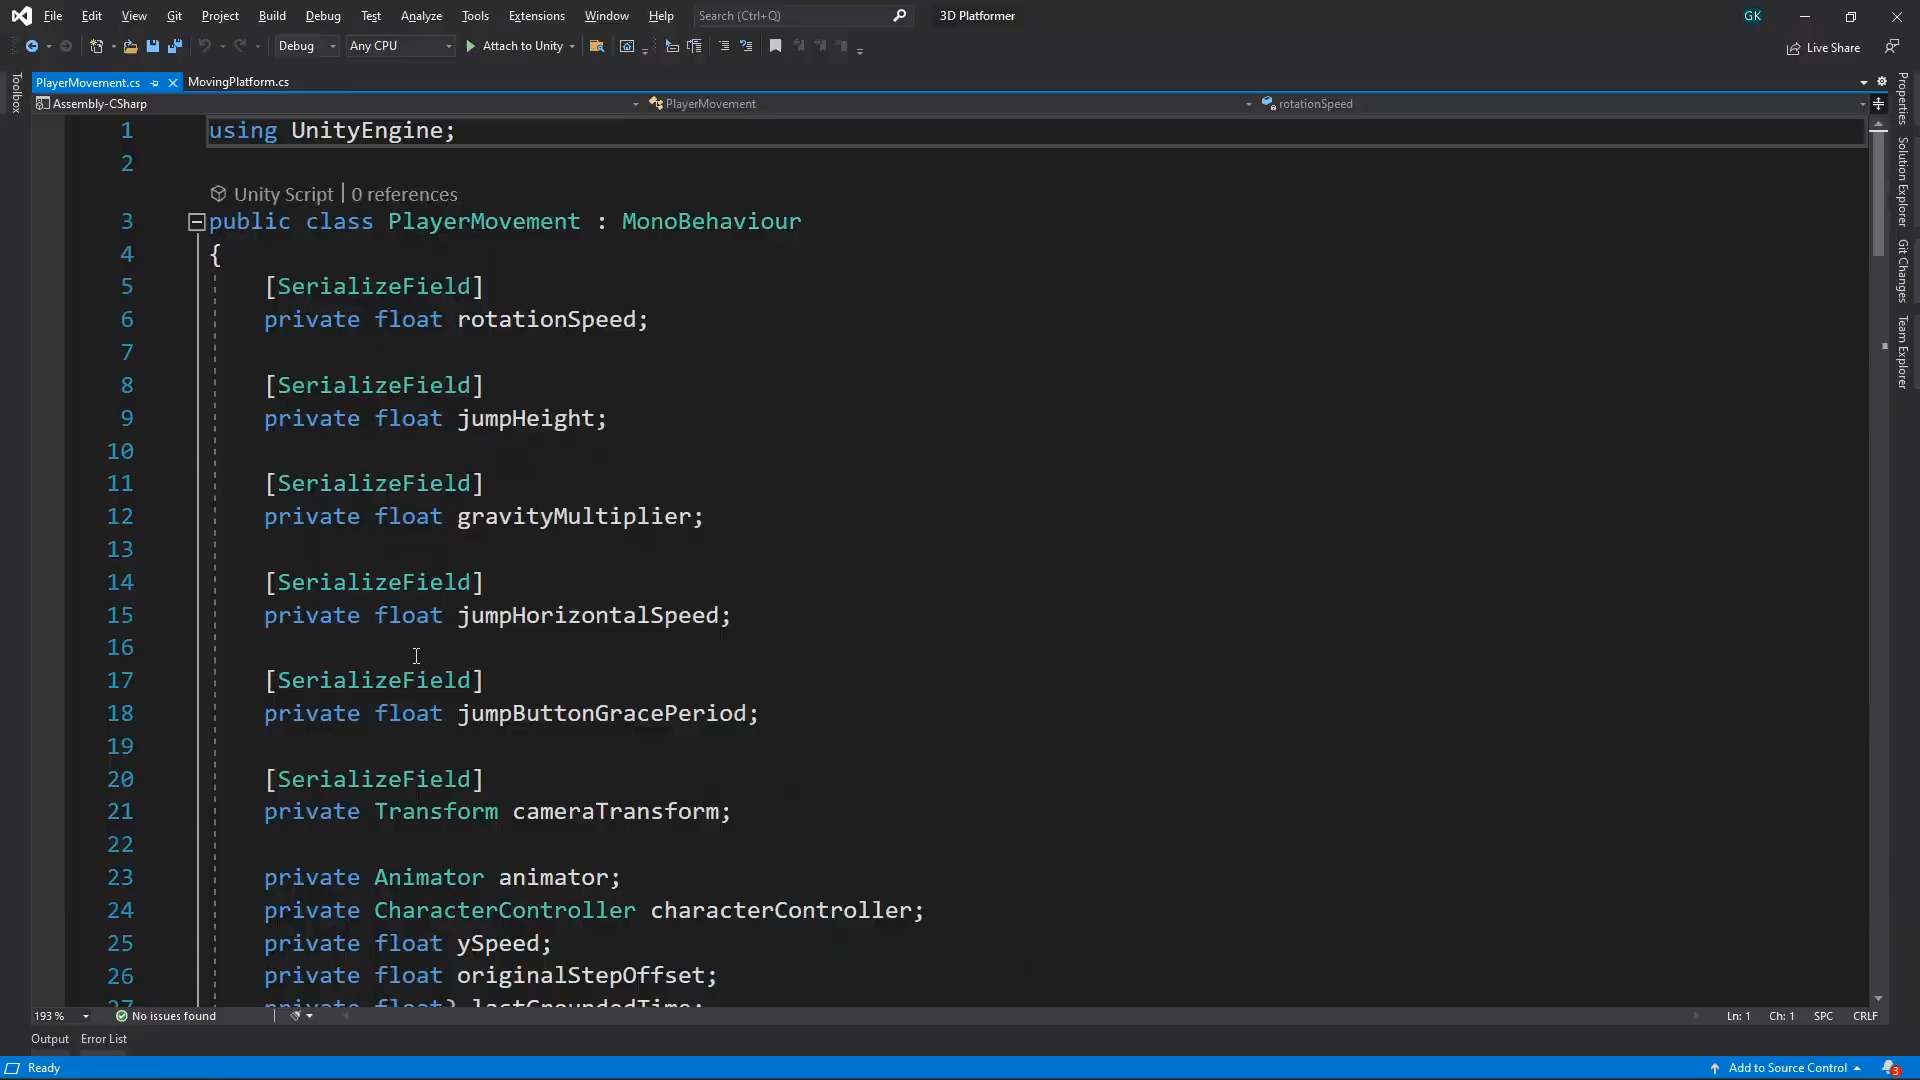 File Edit View Git Project Build Debug Test Analyze Tools Extensions Window Help Search (Ctrl+Q) 3D Platformer GK
Debug Any CPU Attach to Unity Live Share
PlayerMovement.cs MovingPlatform.cs
Assembly-CSharp PlayerMovement rotationSpeed
Toolbox
Properties
Solution Explorer
Git Changes
Team Explorer
1 using UnityEngine;
2
Unity Script | 0 references
3 public class PlayerMovement : MonoBehaviour
4 {
5 [SerializeField]
6 private float rotationSpeed;
7
8 [SerializeField]
9 private float jumpHeight;
10
11 [SerializeField]
12 private float gravityMultiplier;
13
14 [SerializeField]
15 private float jumpHorizontalSpeed;
16
17 [SerializeField]
18 private float jumpButtonGracePeriod;
19
20 [SerializeField]
21 private Transform cameraTransform;
22
23 private Animator animator;
24 private CharacterController characterController;
25 private float ySpeed;
26 private float originalStepOffset;
27 private float? lastGroundedTime;
193 % No issues found Ln: 1 Ch: 1 SPC CRLF
Output Error List
Ready Add to Source Control 3